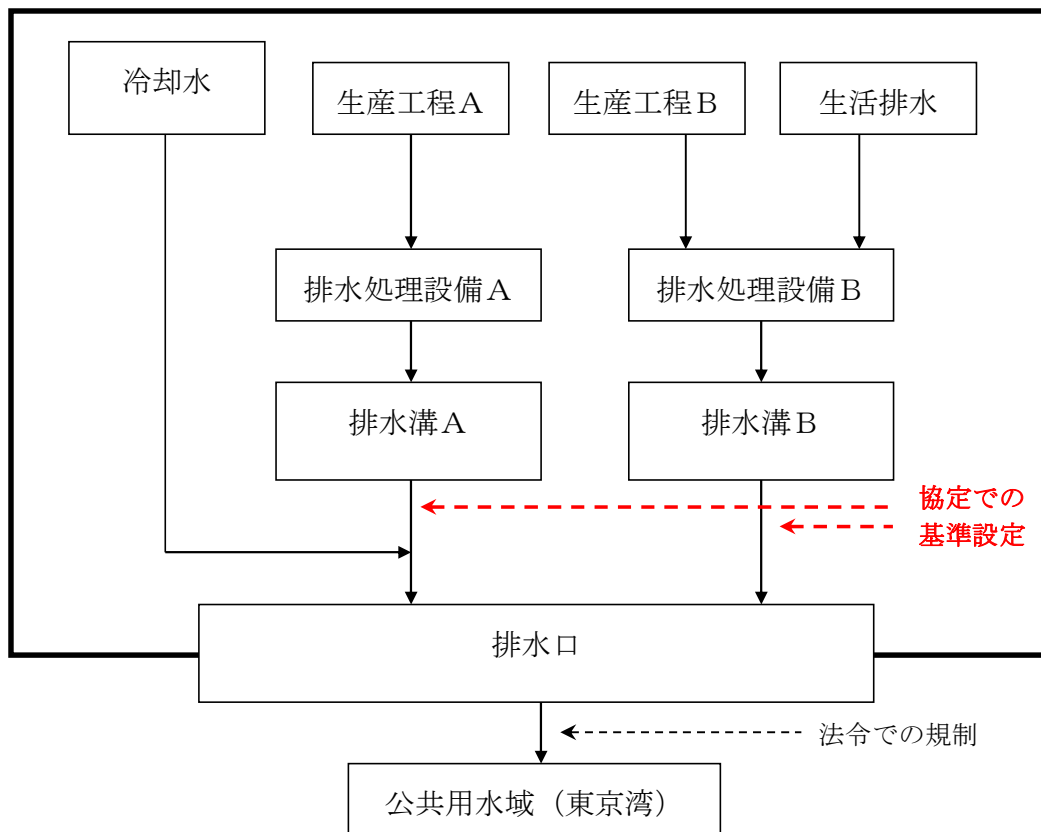 冷却水
生産工程A
生産工程B
生活排水
排水処理設備A
排水処理設備B
排水溝A
排水溝B
協定での
基準設定
排水口
法令での規制
公共用水域（東京湾）